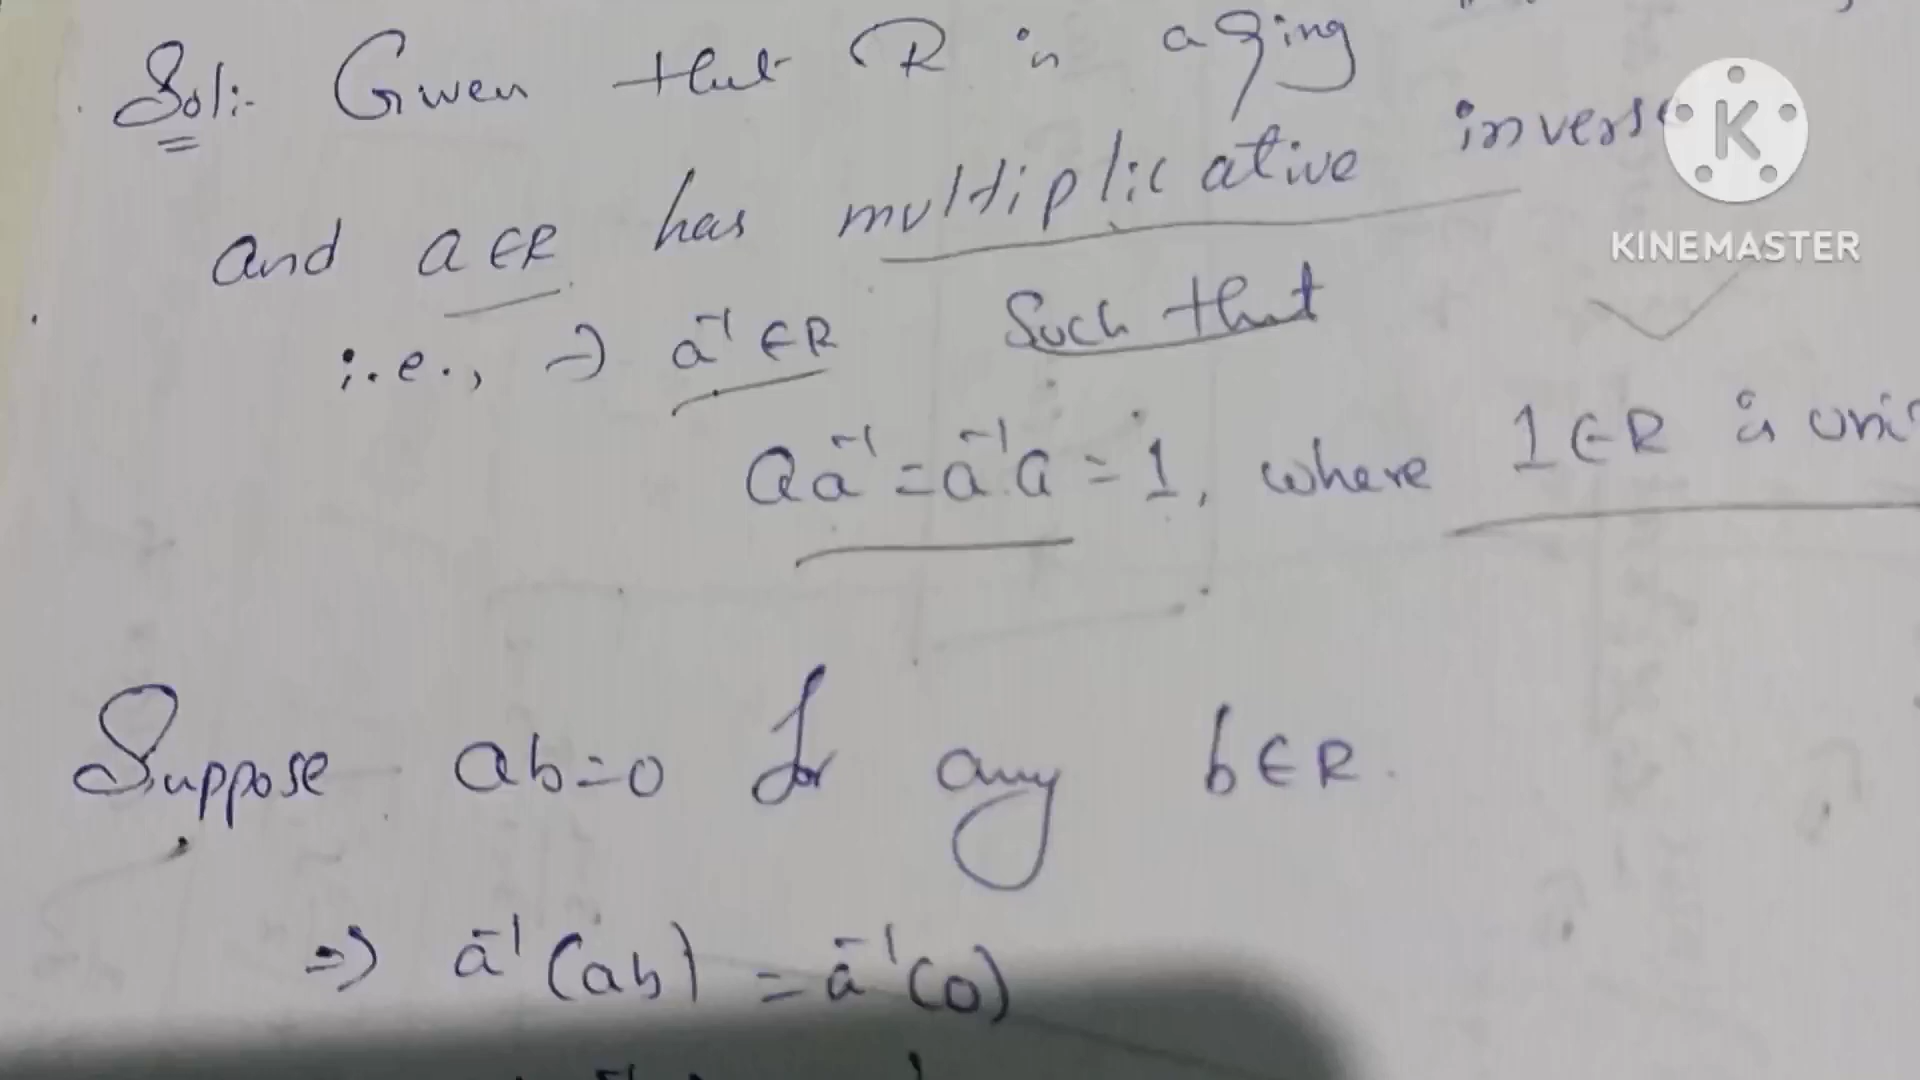 Sol:- Given that R is a ring
and a∈R has multiplicative inverse
i.e., ⇒ a⁻¹∈R such that
aa⁻¹ = a⁻¹a = 1, where 1∈R is uni
Suppose ab=0 for any b∈R.
⇒ a⁻¹(ab) = a⁻¹(0)
K
KINEMASTER